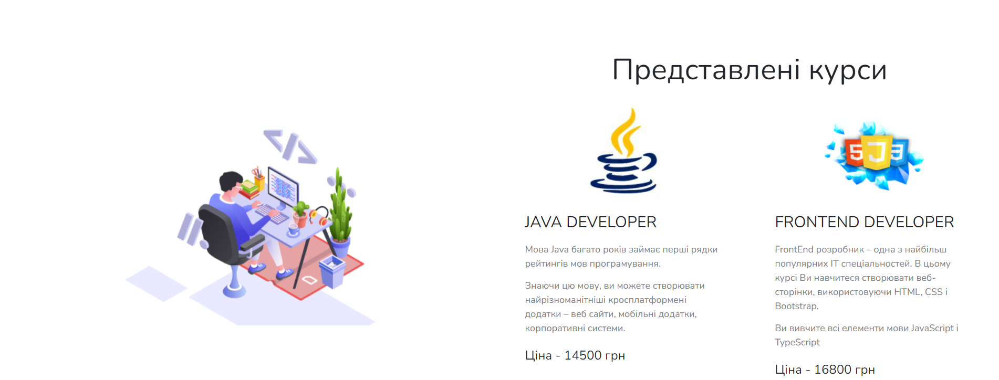 Представлені курси
JAVA DEVELOPER
Мова Java багато років займає перші рядки
рейтингів мов програмування.
Знаючи цю мову, ви можете створювати
найрізноманітніші кросплатформені
додатки – веб сайти, мобільні додатки,
корпоративні системи.
Ціна - 14500 грн
FRONTEND DEVELOPER
FrontEnd розробник – одна з найбільш
популярних IT спеціальностей. В цьому
курсі Ви навчитеся створювати веб-
сторінки, використовуючи HTML, CSS і
Bootstrap.
Ви вивчите всі елементи мови JavaScript і
TypeScript
Ціна - 16800 грн